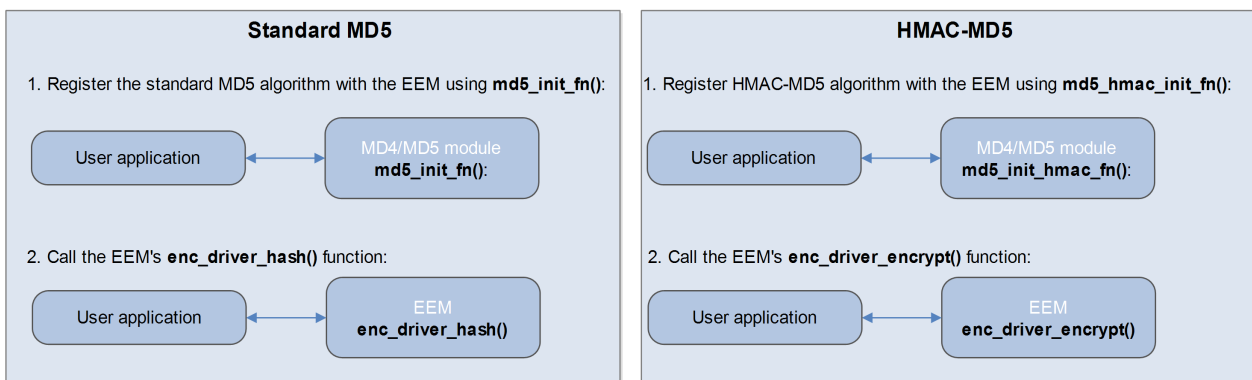 Standard MD5
1. Register the standard MD5 algorithm with the EEM using md5_init_fn():
User application
MD4/MD5 module
md5_init_fn():
2. Call the EEM's enc_driver_hash() function:
User application
EEM
enc_driver_hash()
HMAC-MD5
1. Register HMAC-MD5 algorithm with the EEM using md5_hmac_init_fn():
User application
MD4/MD5 module
md5_init_hmac_fn():
2. Call the EEM's enc_driver_encrypt() function:
User application
EEM
enc_driver_encrypt()